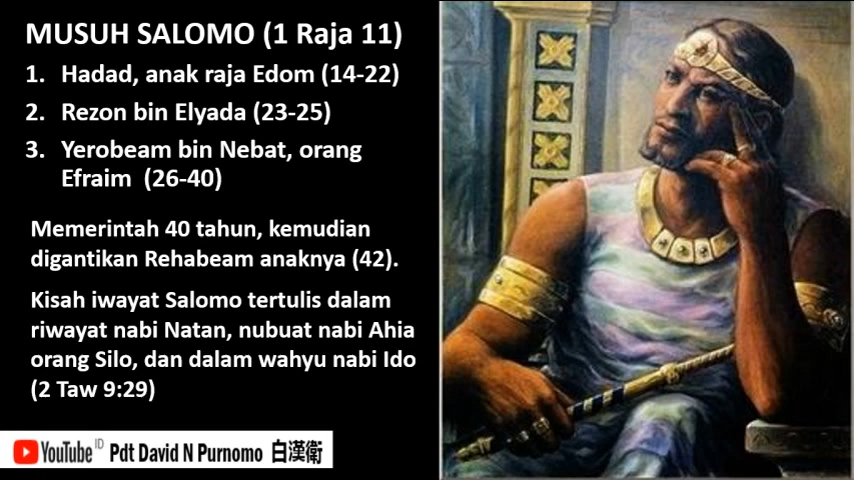 MUSUH SALOMO (1 Raja 11)
1. Hadad, anak raja Edom (14-22)
2. Rezon bin Elyada (23-25)
3. Yerobeam bin Nebat, orang
Efraim (26-40)
Memerintah 40 tahun, kemudian
digantikan Rehabeam anaknya (42).
Kisah iwayat Salomo tertulis dalam
riwayat nabi Natan, nubuat nabi Ahia
orang Silo, dan dalam wahyu nabi Ido
(2 Taw 9:29)
YouTube ID Pdt David N Purnomo 白漢衛